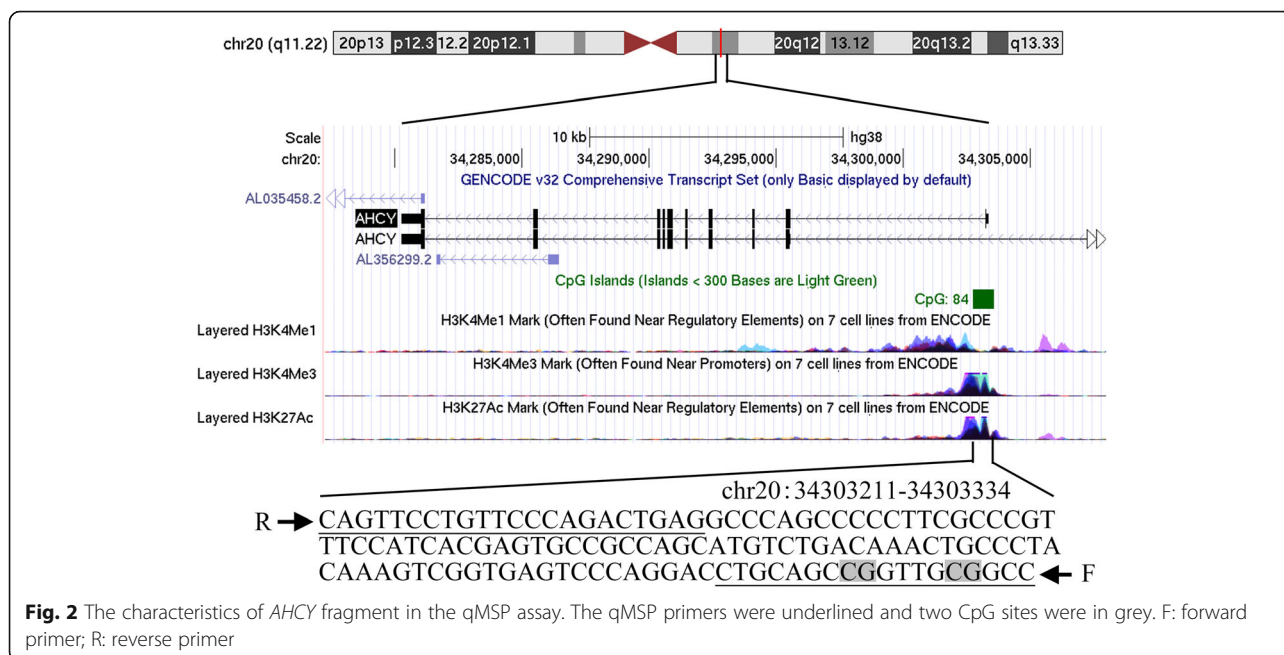 chr20 (q11.22) 20p13 p12.3 12.2 20p12.1 20q12 13.12 20q13.2 q13.33
Scale 10 kb hg38
chr20: 34,285,000 34,290,000 34,295,000 34,300,000 34,305,000
GENCODE v32 Comprehensive Transcript Set (only Basic displayed by default)
AL035458.2
AHCY
AHCY
AL356299.2
CpG Islands (Islands < 300 Bases are Light Green)
CpG: 84
H3K4Me1 Mark (Often Found Near Regulatory Elements) on 7 cell lines from ENCODE
Layered H3K4Me1
H3K4Me3 Mark (Often Found Near Promoters) on 7 cell lines from ENCODE
Layered H3K4Me3
H3K27Ac Mark (Often Found Near Regulatory Elements) on 7 cell lines from ENCODE
Layered H3K27Ac
chr20:34303211-34303334
R CAGTTCCTGTTCCCAGACTGAGGCCCAGCCCCCTTCGCCCGT
TTCCATCACGAGTGCCGCCAGCATGTCTGACAAACTGCCCTA
CAAAGTCGGTGAGTCCCAGGACCTGCAGCCGGTTGCGGCC F
Fig. 2 The characteristics of AHCY fragment in the qMSP assay. The qMSP primers were underlined and two CpG sites were in grey. F: forward
primer; R: reverse primer